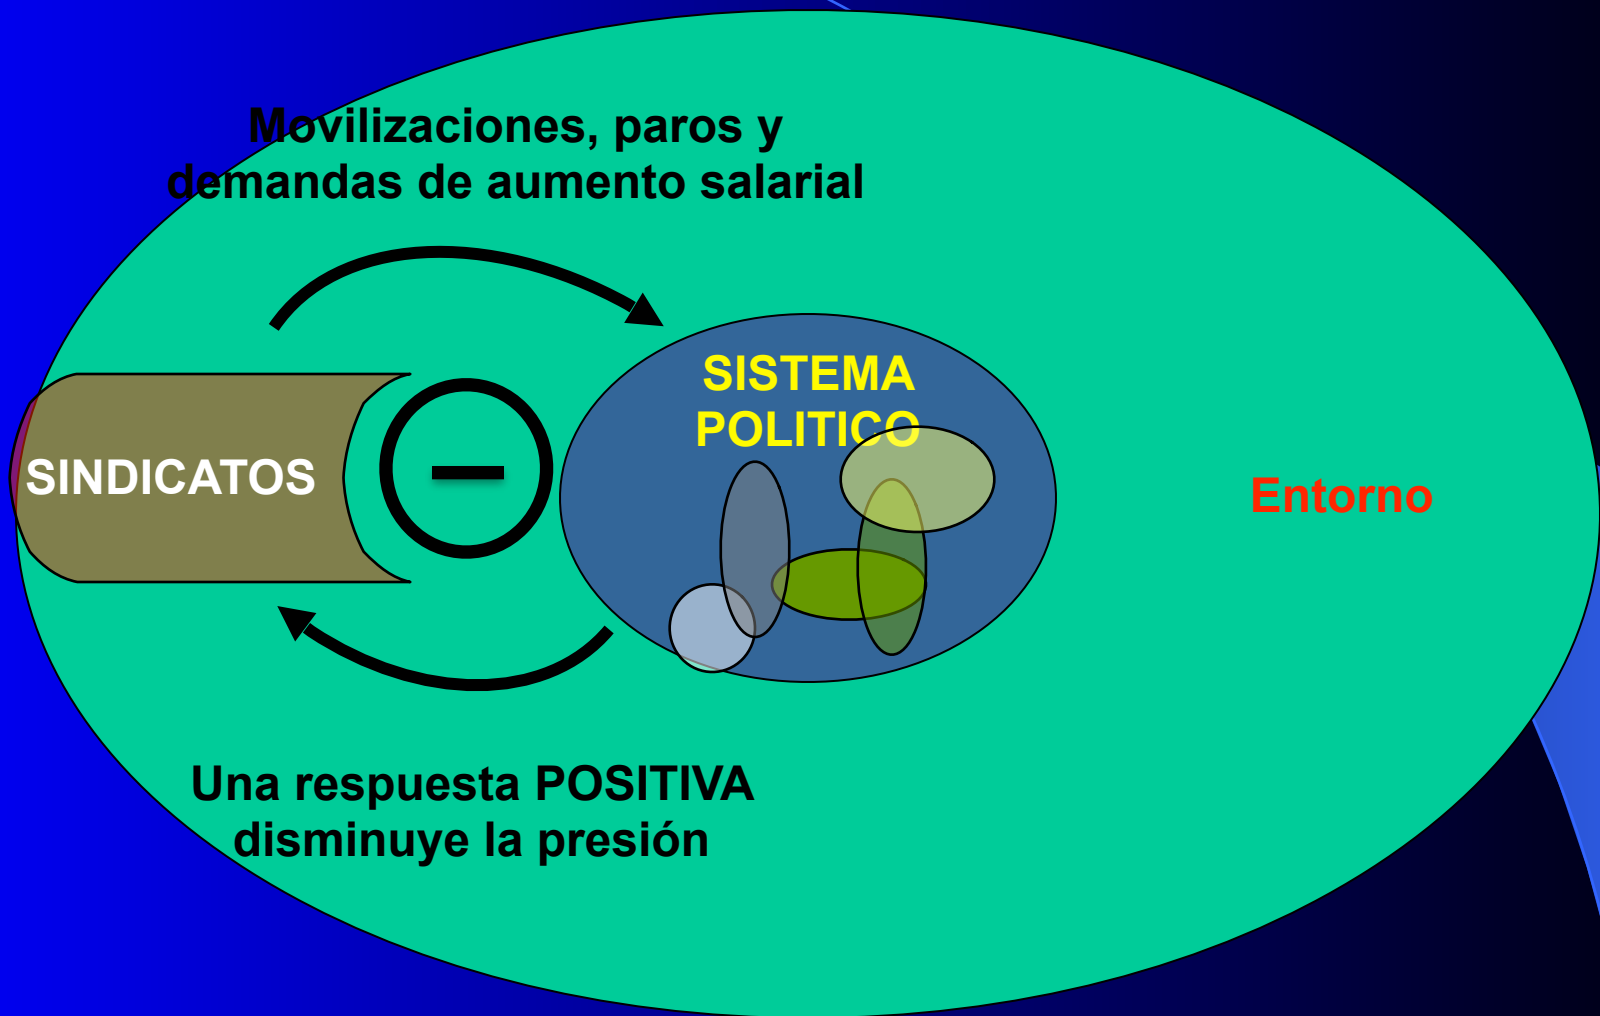 Movilizaciones, paros y
demandas de aumento salarial
SISTEMA
POLITICO
SINDICATOS
Entorno
Una respuesta POSITIVA
disminuye la presión